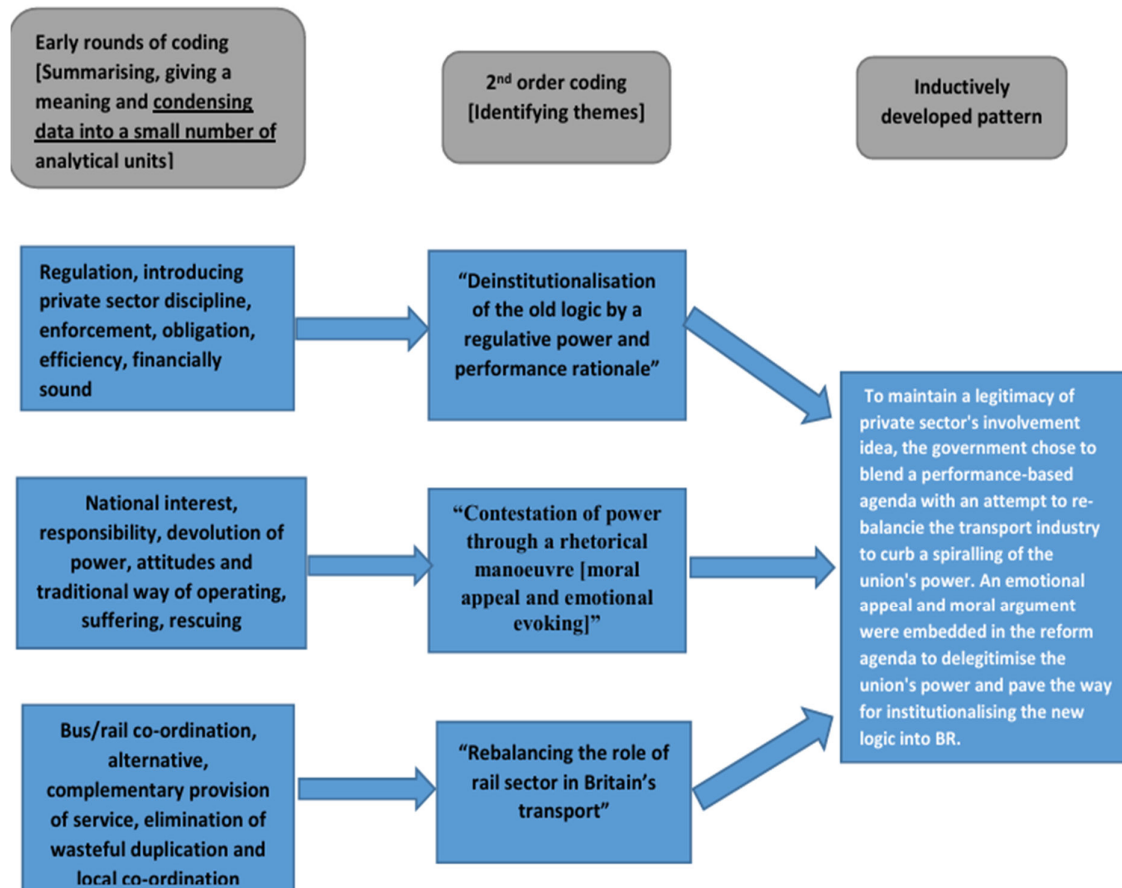 Early rounds of coding
[Summarising, giving a
meaning and condensing
data into a small number of
analytical units]
2nd order coding
[Identifying themes]
Inductively
developed pattern
Regulation, introducing
private sector discipline,
enforcement, obligation,
efficiency, financially
sound
“Deinstitutionalisation
of the old logic by a
regulative power and
performance rationale”
National interest,
responsibility, devolution of
power, attitudes and
traditional way of operating,
suffering, rescuing
“Contestation of power
through a rhetorical
manoeuvre [moral
appeal and emotional
evoking]”
Bus/rail co-ordination,
alternative,
complementary provision
of service, elimination of
wasteful duplication and
local co-ordination
“Rebalancing the role of
rail sector in Britain’s
transport”
To maintain a legitimacy of
private sector's involvement
idea, the government chose to
blend a performance-based
agenda with an attempt to re-
balancie the transport industry
to curb a spiralling of the
union's power. An emotional
appeal and moral argument
were embedded in the reform
agenda to delegitimise the
union's power and pave the way
for institutionalising the new
logic into BR.